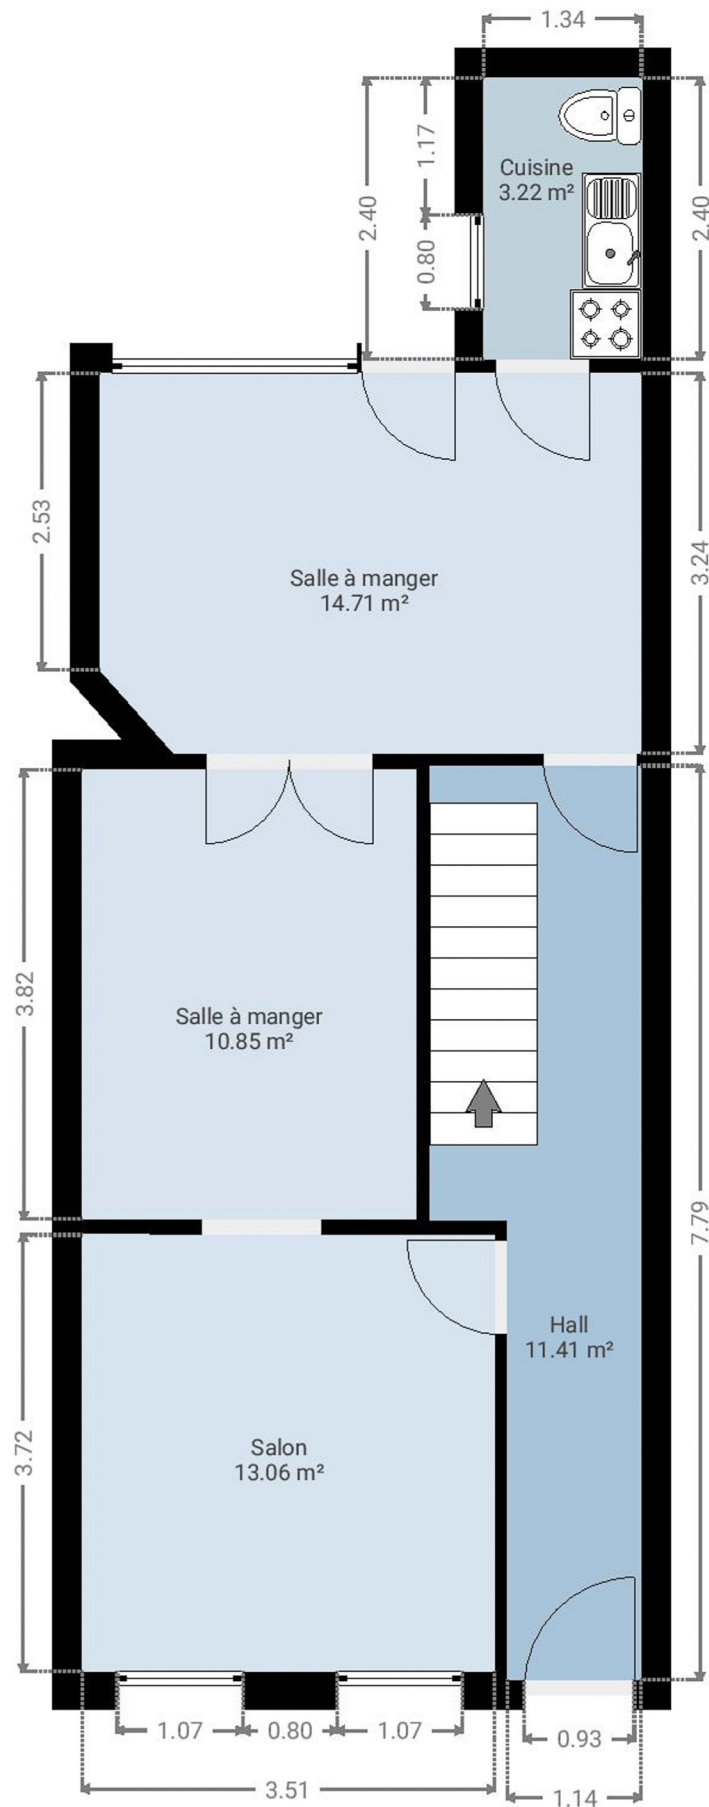 1.34
1.17
2.40
0.80
2.40
Cuisine
3.22 m²
2.53
3.24
Salle à manger
14.71 m²
3.82
Salle à manger
10.85 m²
7.79
Hall
11.41 m²
3.72
Salon
13.06 m²
1.07
0.80
1.07
0.93
3.51
1.14